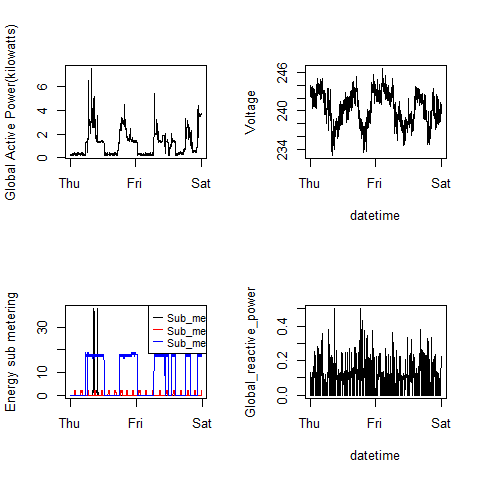 Global Active Power(kilowatts)
0 2 4 6
Thu Fri Sat
Voltage
234 240 246
Thu Fri Sat
datetime
Energy sub metering
0 10 30
Sub_me
Sub_me
Sub_me
Thu Fri Sat
Global_reactive_power
0.0 0.2 0.4
Thu Fri Sat
datetime